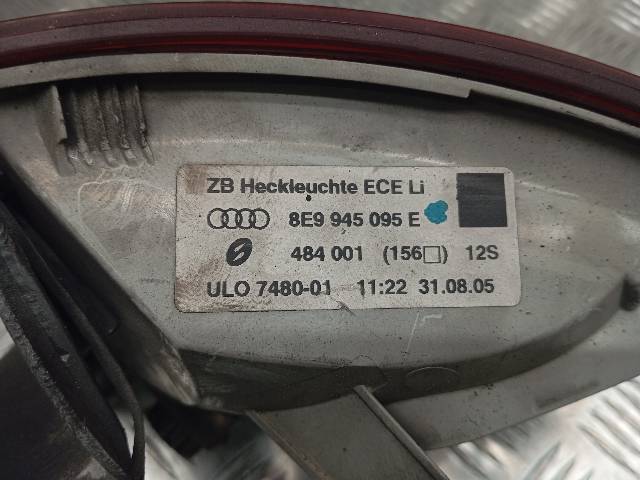 ZB Heckleuchte ECE Li
8E9 945 095 E
484 001 (156□) 12S
ULO 7480-01 11:22 31.08.05